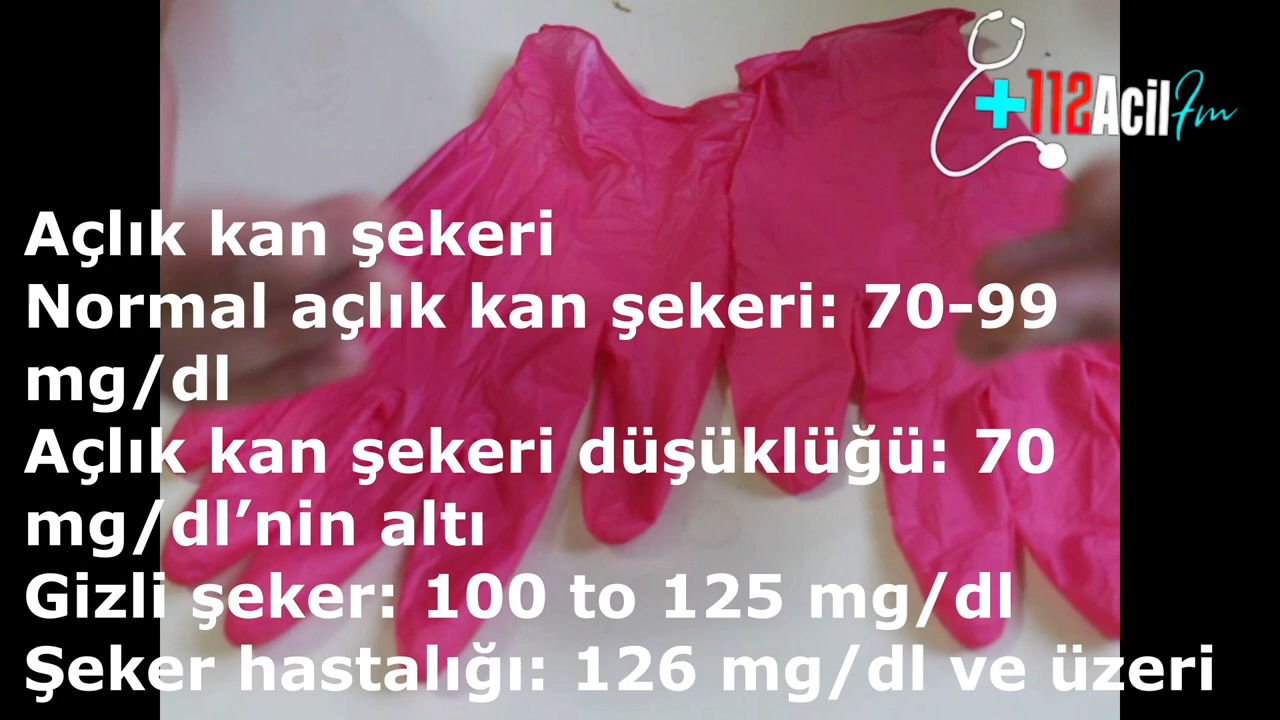 +112Acil Fm
Açlık kan şekeri
Normal açlık kan şekeri: 70-99
mg/dl
Açlık kan şekeri düşüklüğü: 70
mg/dl’nin altı
Gizli şeker: 100 to 125 mg/dl
Şeker hastalığı: 126 mg/dl ve üzeri